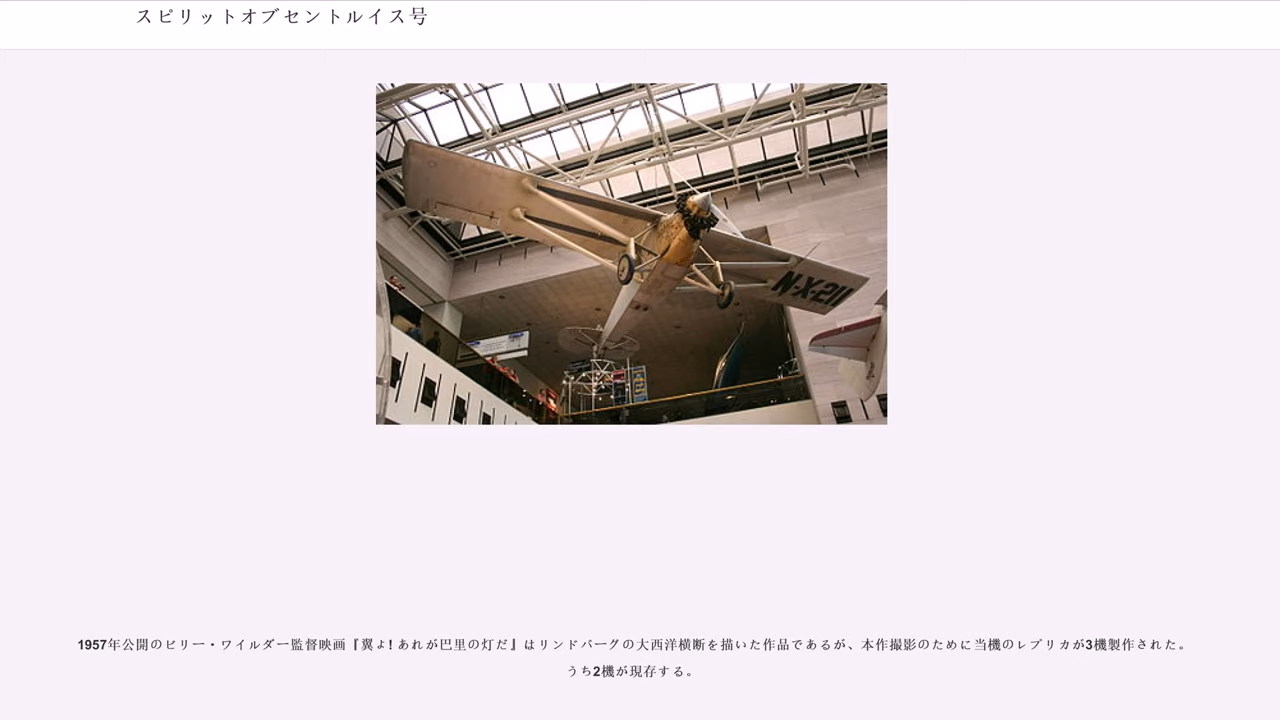 スピリットオブセントルイス号
N-X-211
1957年公開のビリー・ワイルダー監督映画『翼よ! あれが巴里の灯だ』はリンドバーグの大西洋横断を描いた作品であるが、本作撮影のために当機のレプリカが3機製作された。
うち2機が現存する。